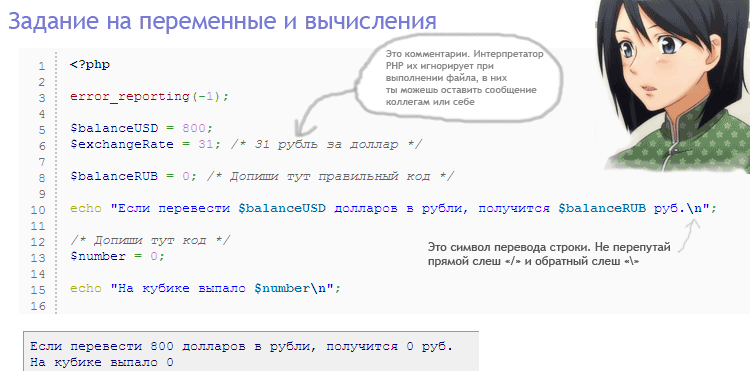 Задание на переменные и вычисления
Это комментарии. Интерпретатор
PHP их игнорирует при
выполнении файла, в них
ты можешь оставить сообщение
коллегам или себе
1 <?php
2
3 error_reporting(-1);
4
5 $balanceUSD = 800;
6 $exchangeRate = 31; /* 31 рубль за доллар */
7
8 $balanceRUB = 0; /* Допиши тут правильный код */
9
10 echo "Если перевести $balanceUSD долларов в рубли, получится $balanceRUB руб.\n";
11
12 /* Допиши тут код */
13 $number = 0;
14
15 echo "На кубике выпало $number\n";
16
Это символ перевода строки. Не перепутай
прямой слеш «/» и обратный слеш «\»
Если перевести 800 долларов в рубли, получится 0 руб.
На кубике выпало 0